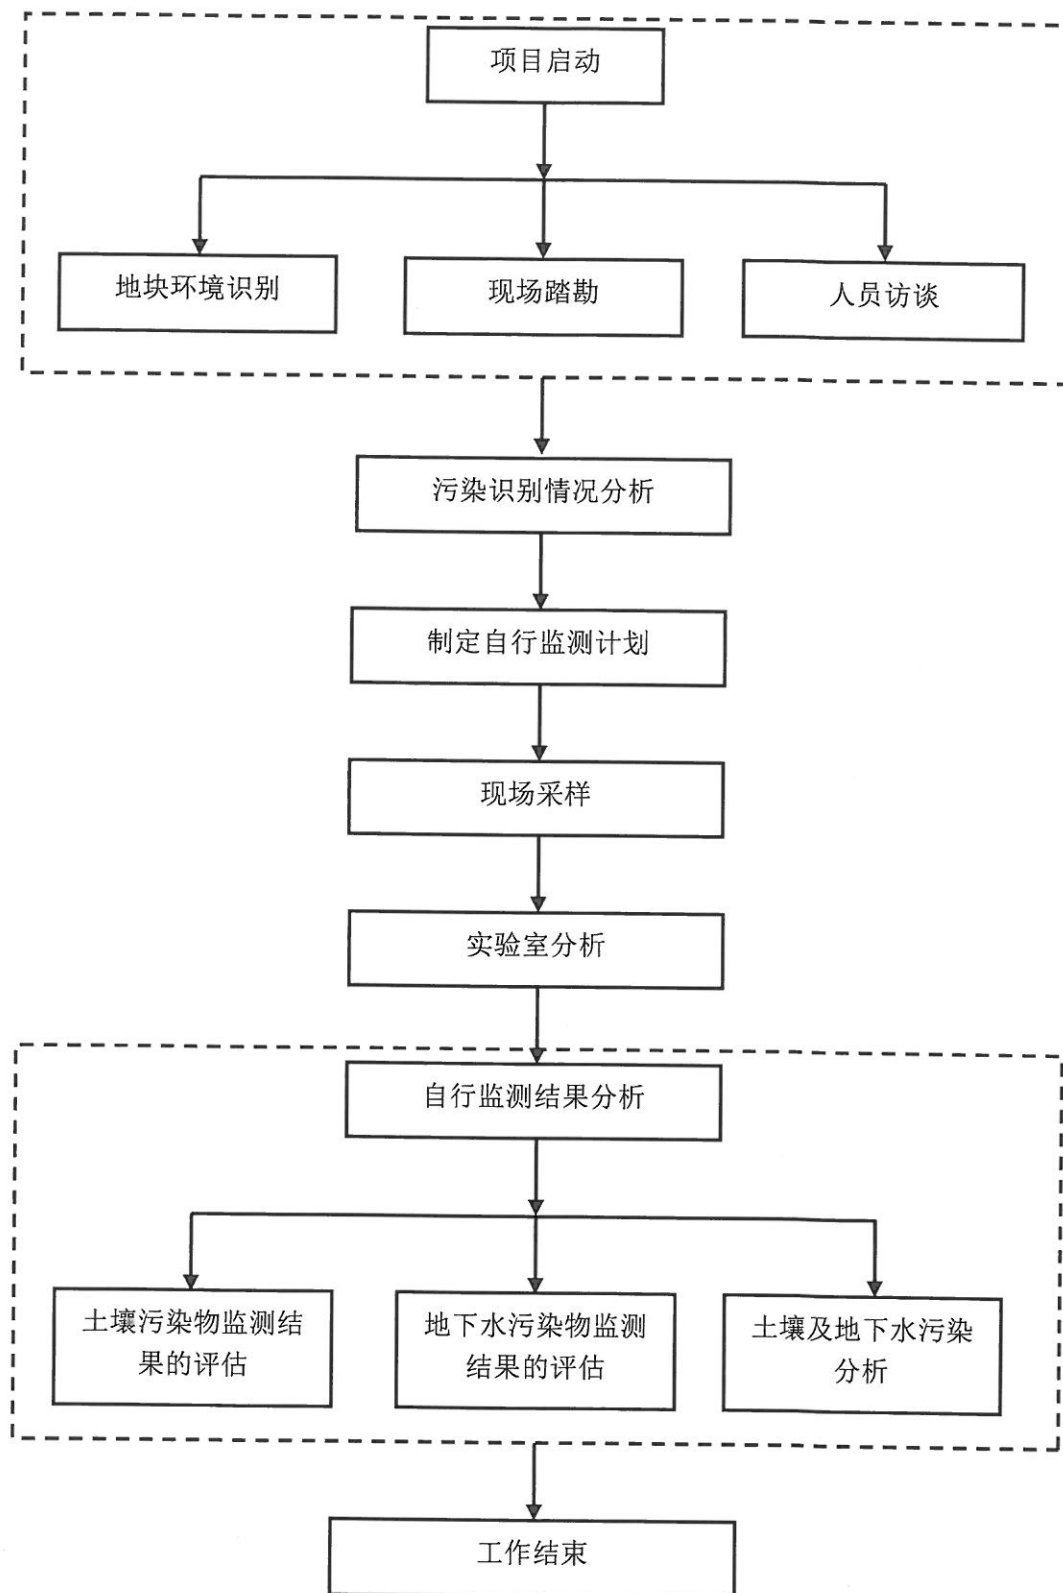 项目启动
地块环境识别
现场踏勘
人员访谈
污染识别情况分析
制定自行监测计划
现场采样
实验室分析
自行监测结果分析
土壤污染物监测结
果的评估
地下水污染物监测
结果的评估
土壤及地下水污染
分析
工作结束